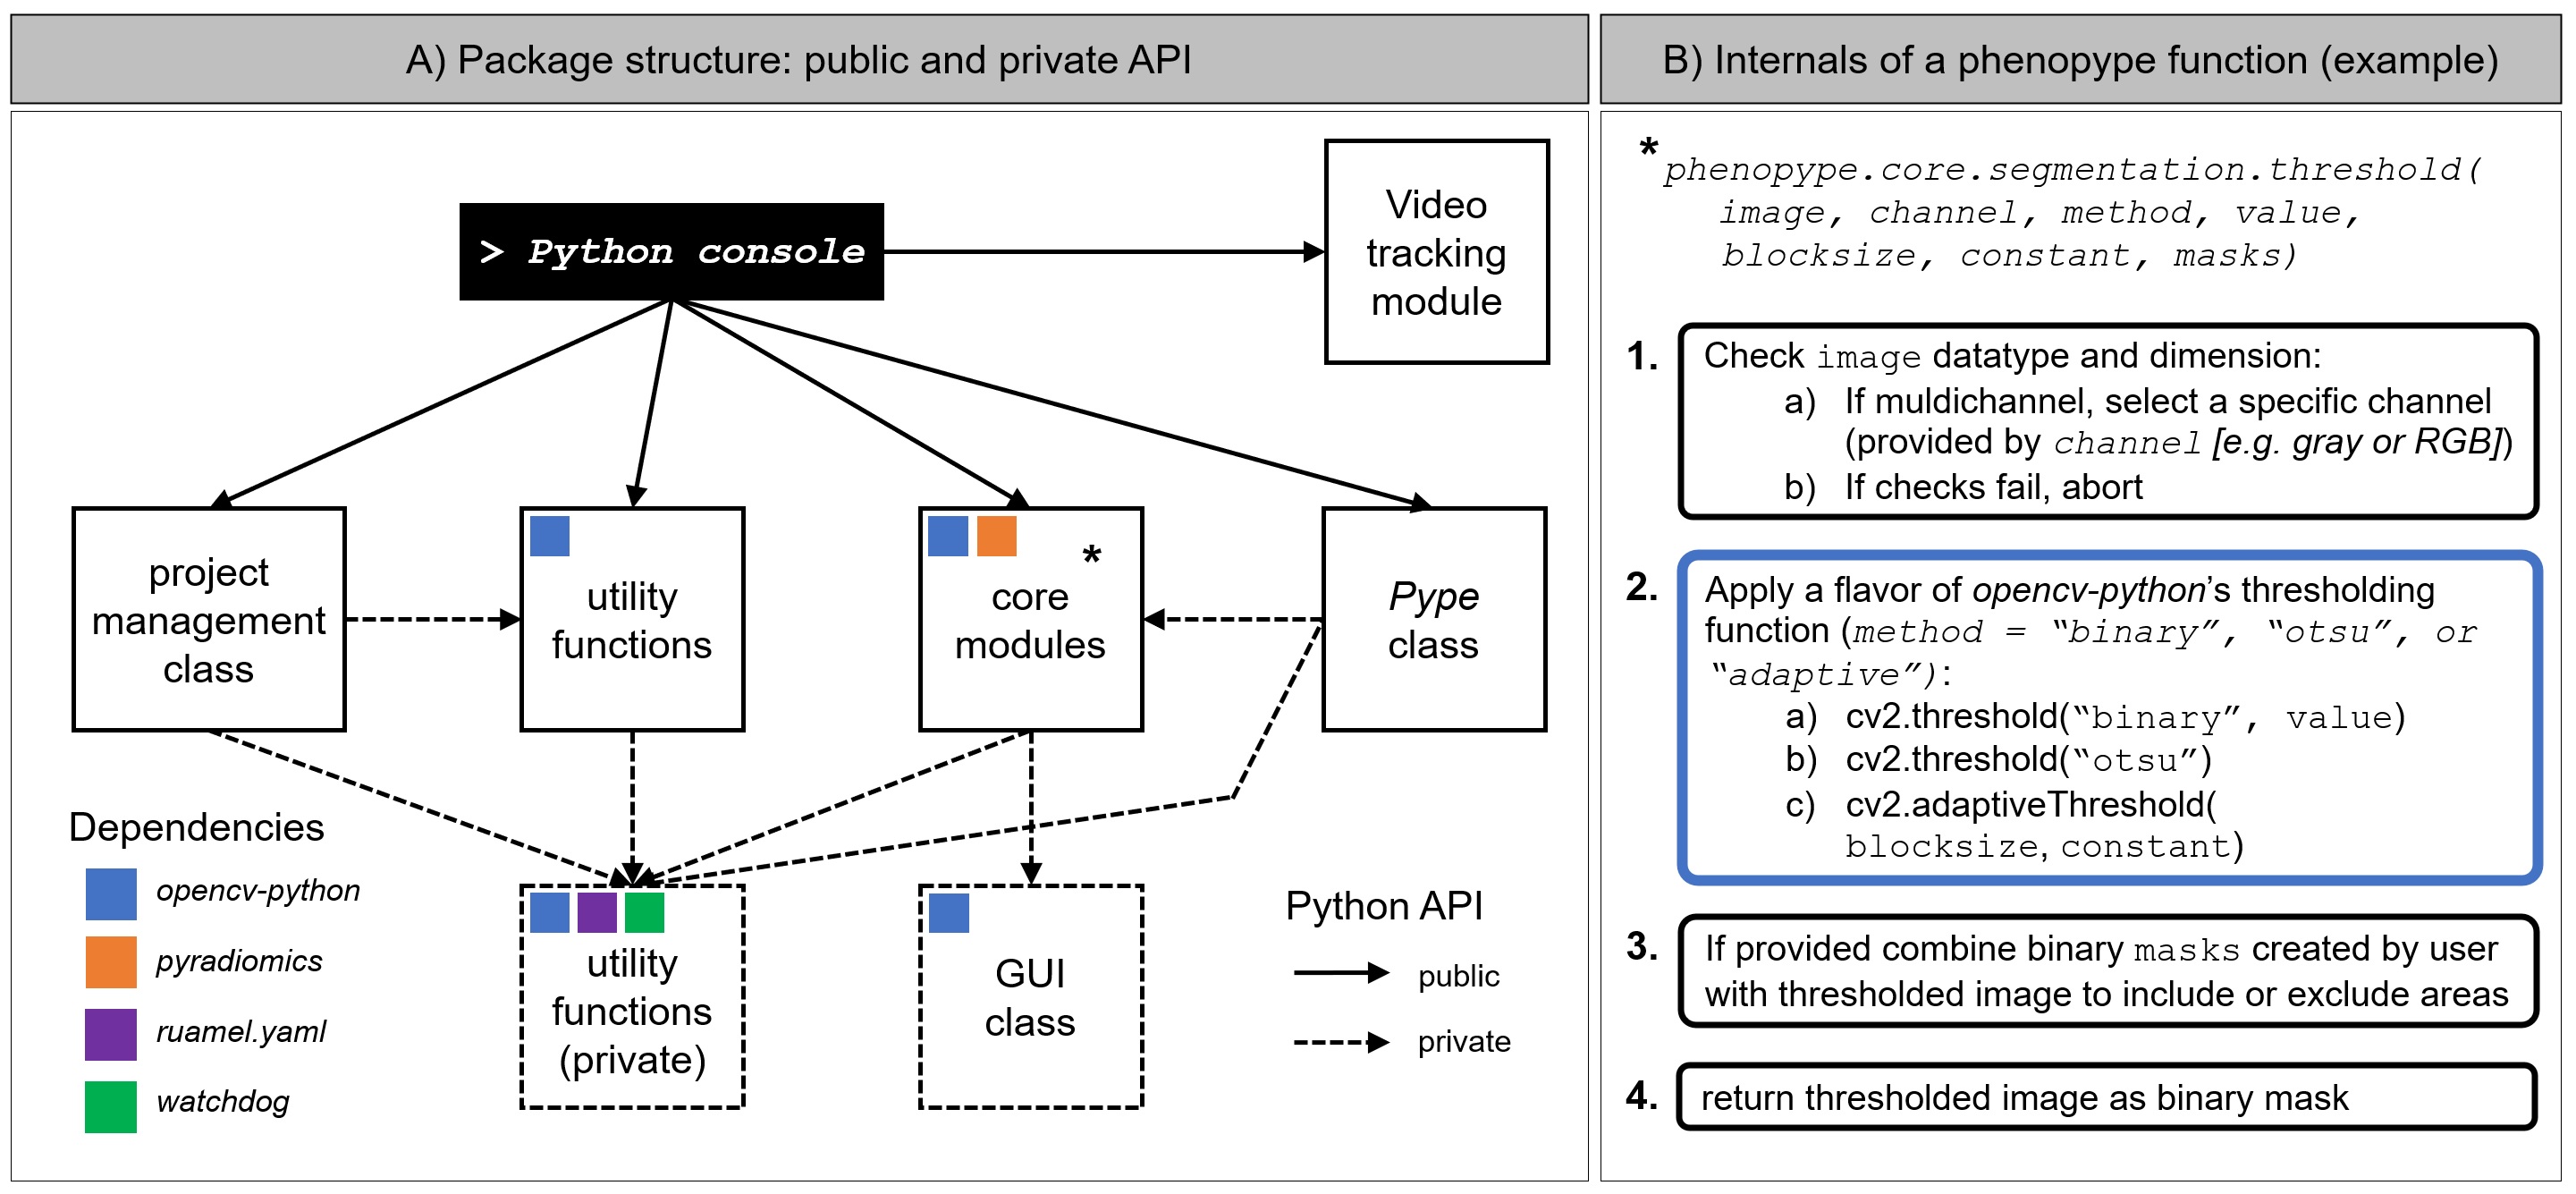 A) Package structure: public and private API
> Python console
Video
tracking
module
project
management
class
utility
functions
*
core
modules
Pype
class
Dependencies
opencv-python
pyradiomics
ruamel.yaml
watchdog
utility
functions
(private)
GUI
class
Python API
public
private
B) Internals of a phenopype function (example)
*phenopype.core.segmentation.threshold(
image, channel, method, value,
blocksize, constant, masks)
1. Check image datatype and dimension:
a) If muldichannel, select a specific channel
(provided by channel [e.g. gray or RGB])
b) If checks fail, abort
2. Apply a flavor of opencv-python’s thresholding
function (method = “binary”, “otsu”, or
“adaptive”):
a) cv2.threshold(“binary”, value)
b) cv2.threshold(“otsu”)
c) cv2.adaptiveThreshold(
blocksize, constant)
3. If provided combine binary masks created by user
with thresholded image to include or exclude areas
4. return thresholded image as binary mask